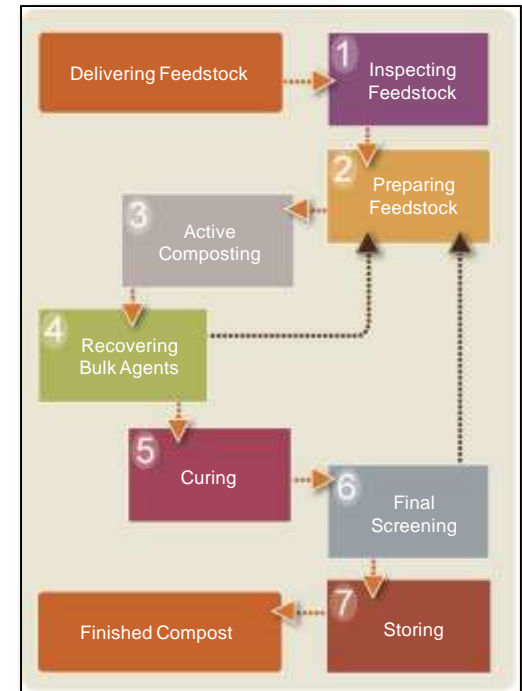 Delivering Feedstock
1
Inspecting
Feedstock
2
Preparing
Feedstock
3
Active
Composting
4
Recovering
Bulk Agents
5
Curing
6
Final
Screening
7
Storing
Finished Compost